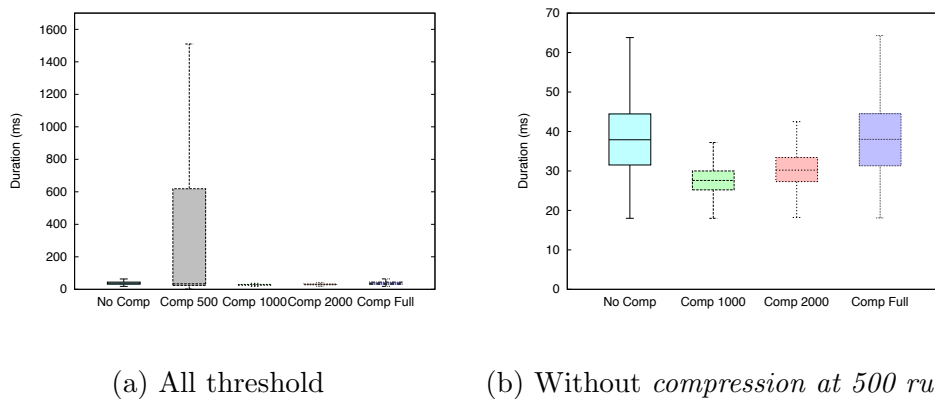 1600
1400
1200
1000
800
600
400
200
0
Duration (ms)
No Comp Comp 500 Comp 1000 Comp 2000 Comp Full
70
60
50
40
30
20
10
0
Duration (ms)
No Comp Comp 1000 Comp 2000 Comp Full
(a) All threshold
(b) Without compression at 500 ru